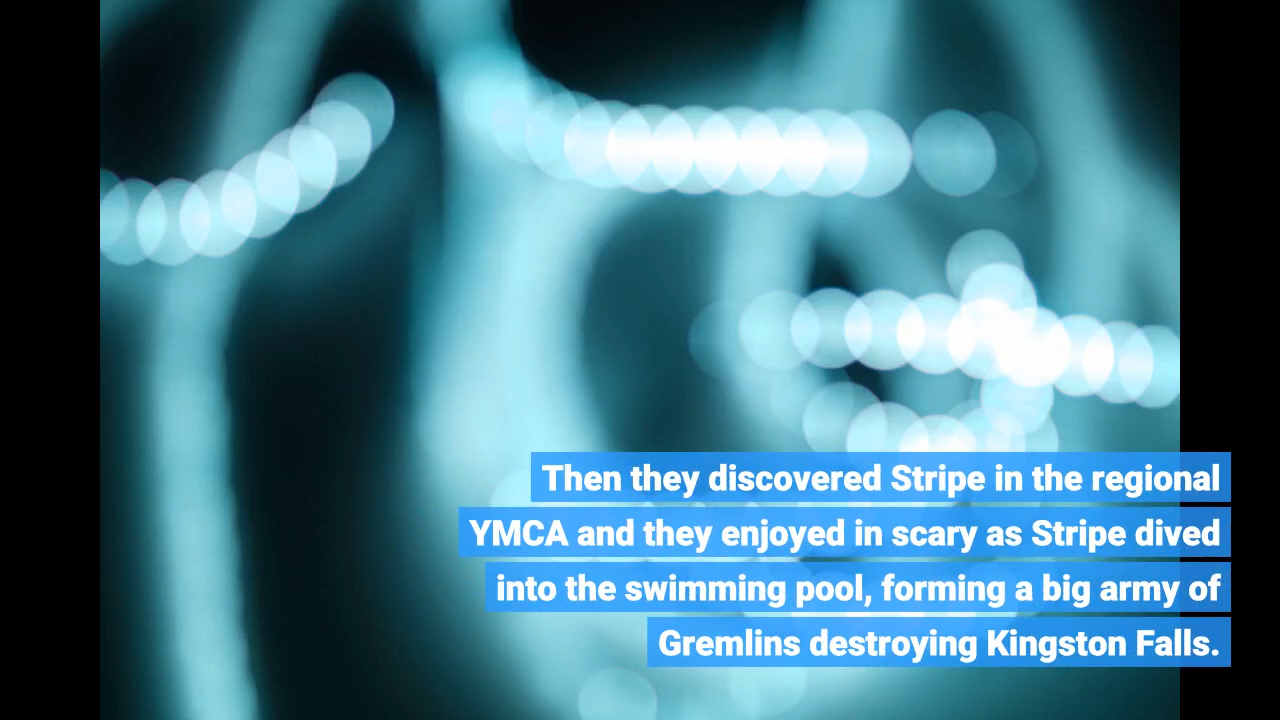 Then they discovered Stripe in the regional
YMCA and they enjoyed in scary as Stripe dived
into the swimming pool, forming a big army of
Gremlins destroying Kingston Falls.